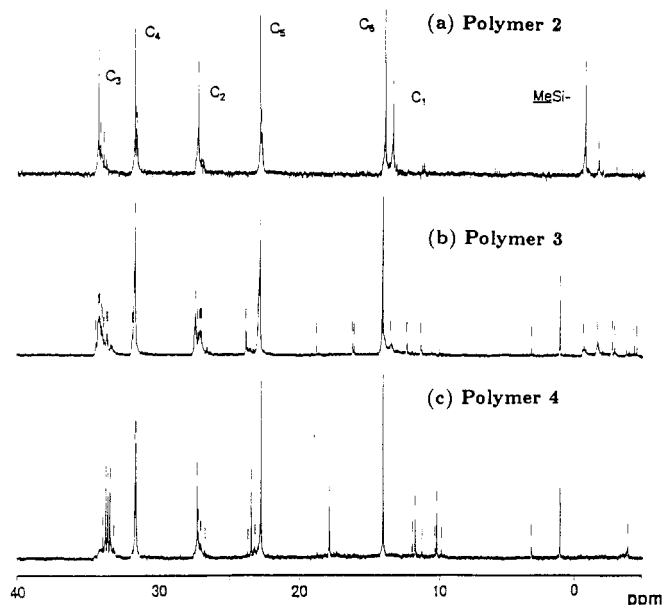 (a) Polymer 2
C3
C4
C2
C5
C6
C1
MeSi-
(b) Polymer 3
(c) Polymer 4
40
30
20
10
0
ppm